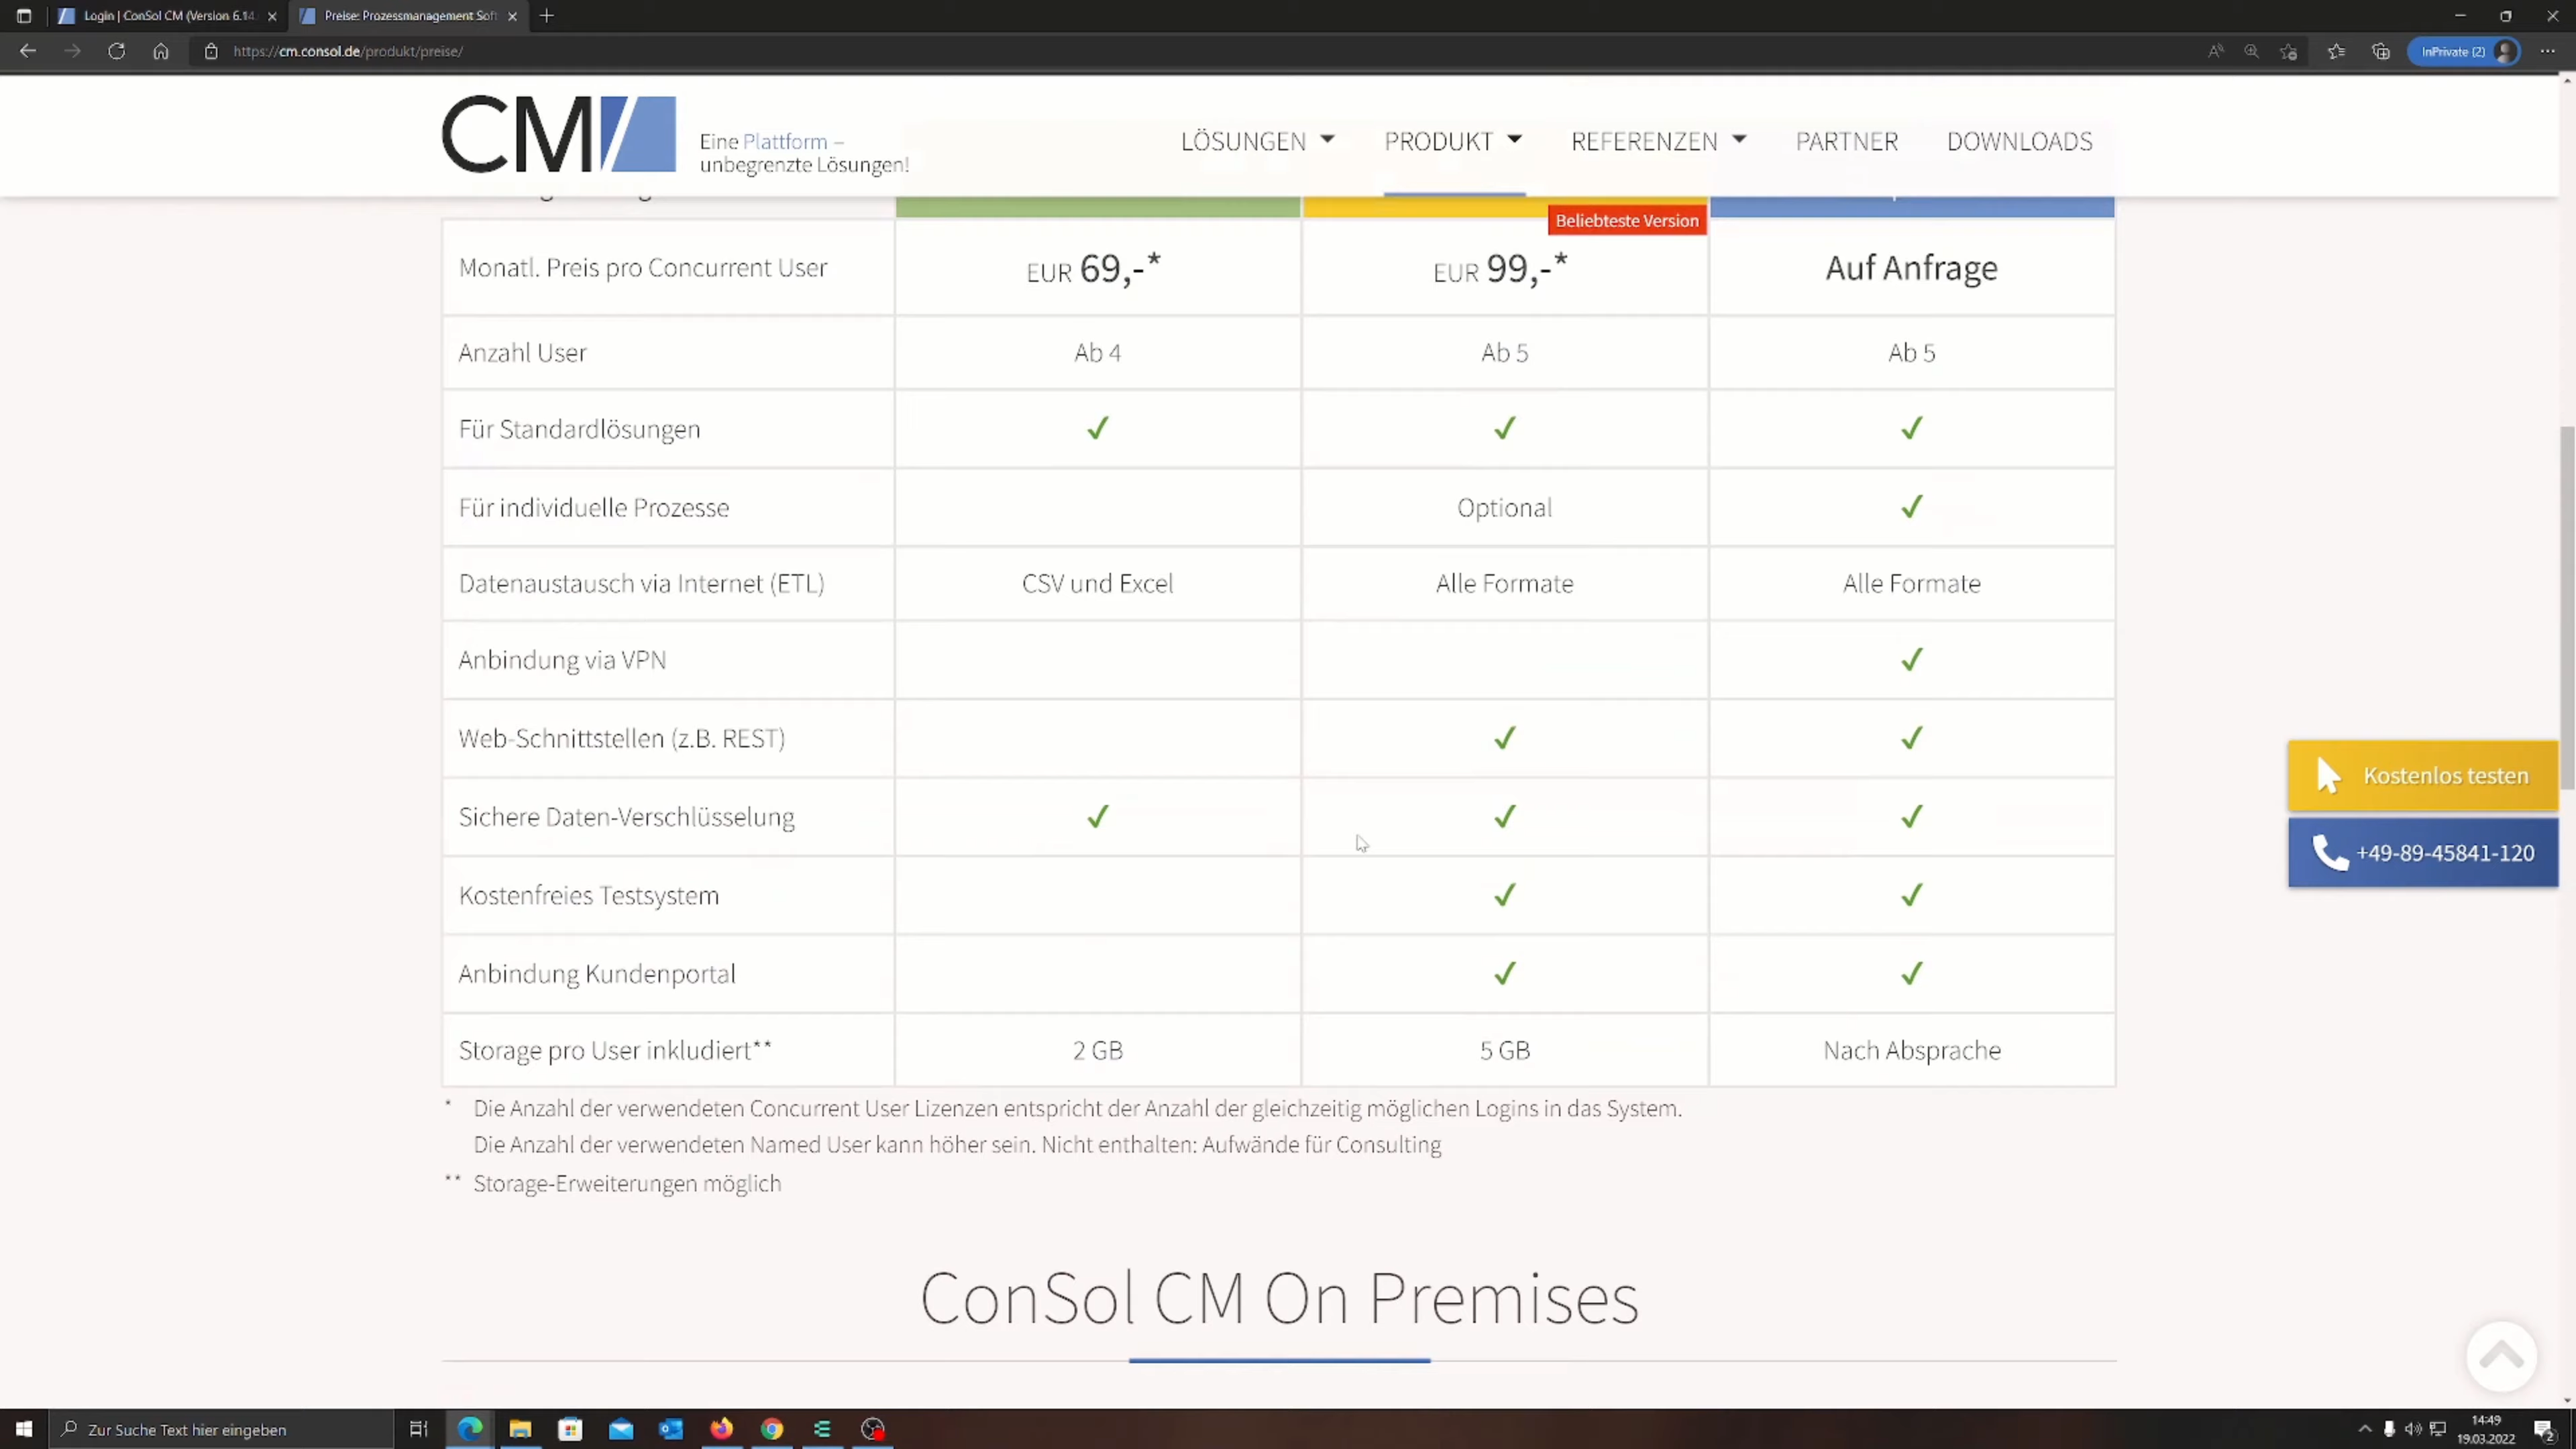 Login | ConSol CM (Version 6.14.
Preise: Prozessmanagement Soft
https://cm.consol.de/produkt/preise/
InPrivate (2)
CM/
Eine Plattform –
unbegrenzte Lösungen!
LÖSUNGEN
PRODUKT
REFERENZEN
PARTNER
DOWNLOADS
Beliebteste Version
Monatl. Preis pro Concurrent User
EUR 69,-*
EUR 99,-*
Auf Anfrage
Anzahl User
Ab 4
Ab 5
Ab 5
Für Standardlösungen
Für individuelle Prozesse
Optional
Datenaustausch via Internet (ETL)
CSV und Excel
Alle Formate
Alle Formate
Anbindung via VPN
Web-Schnittstellen (z.B. REST)
Sichere Daten-Verschlüsselung
Kostenfreies Testsystem
Anbindung Kundenportal
Storage pro User inkludiert**
2 GB
5 GB
Nach Absprache
Kostenlos testen
+49-89-45841-120
* Die Anzahl der verwendeten Concurrent User Lizenzen entspricht der Anzahl der gleichzeitig möglichen Logins in das System.
Die Anzahl der verwendeten Named User kann höher sein. Nicht enthalten: Aufwände für Consulting
** Storage-Erweiterungen möglich
ConSol CM On Premises
Zur Suche Text hier eingeben
14:49
19.03.2022
2